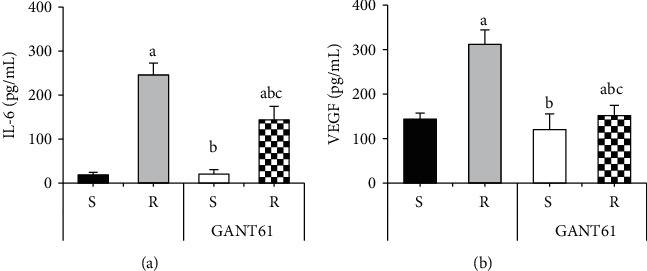 400
300
200
100
0
IL-6 (pg/mL)
a
b
abc
S
R
S
R
GANT61
(a)
400
300
200
100
0
VEGF (pg/mL)
a
b
abc
S
R
S
R
GANT61
(b)